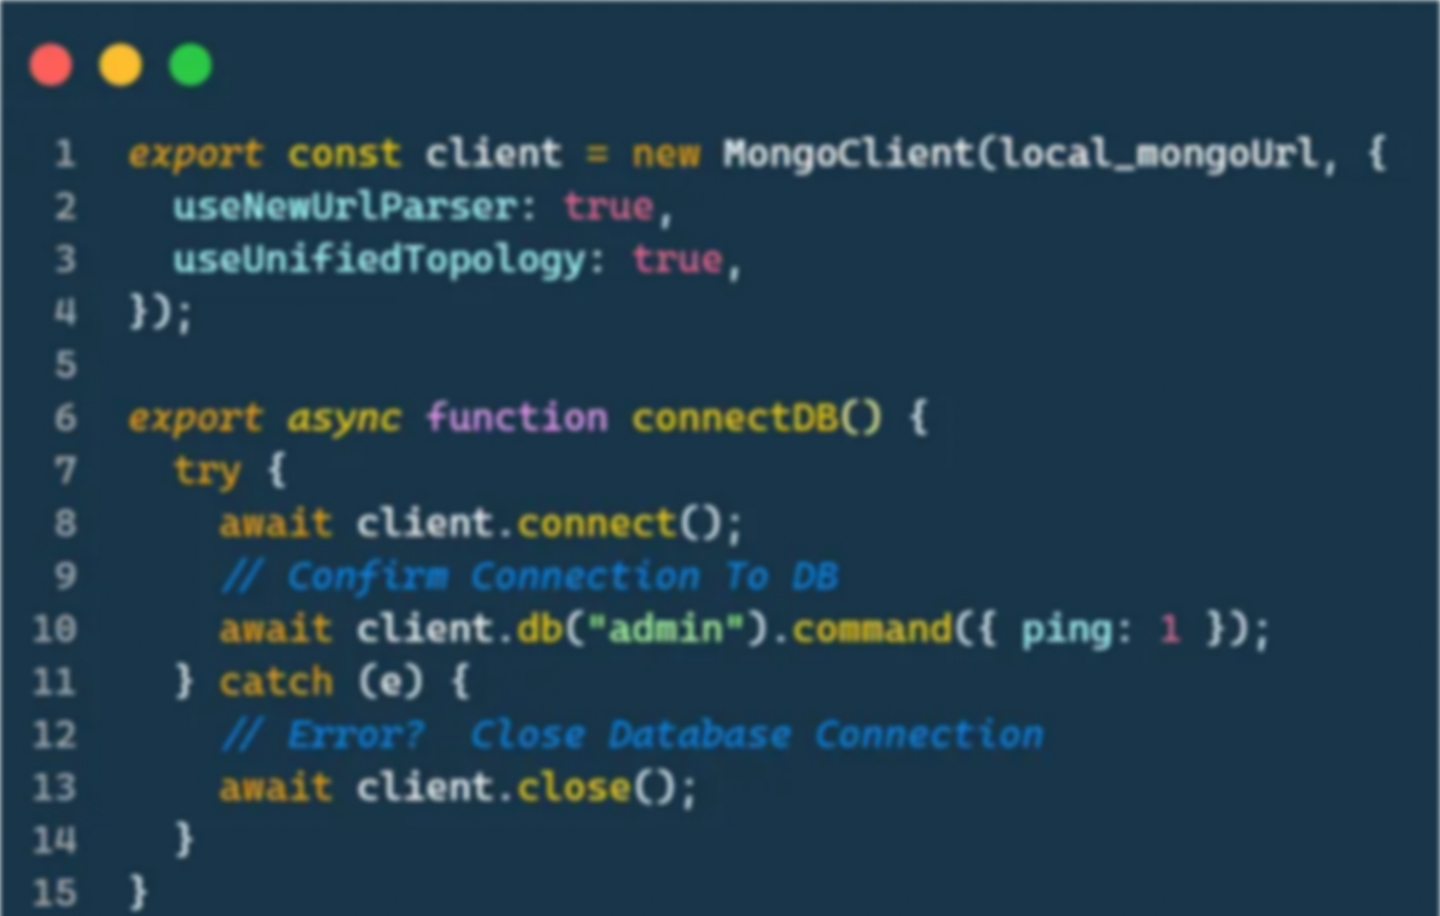 1 export const client = new MongoClient(local_mongoUrl, {
2   useNewUrlParser: true,
3   useUnifiedTopology: true,
4 });
5
6 export async function connectDB() {
7   try {
8     await client.connect();
9     // Confirm Connection To DB
10     await client.db("admin").command({ ping: 1 });
11   } catch (e) {
12     // Error?  Close Database Connection
13     await client.close();
14   }
15 }